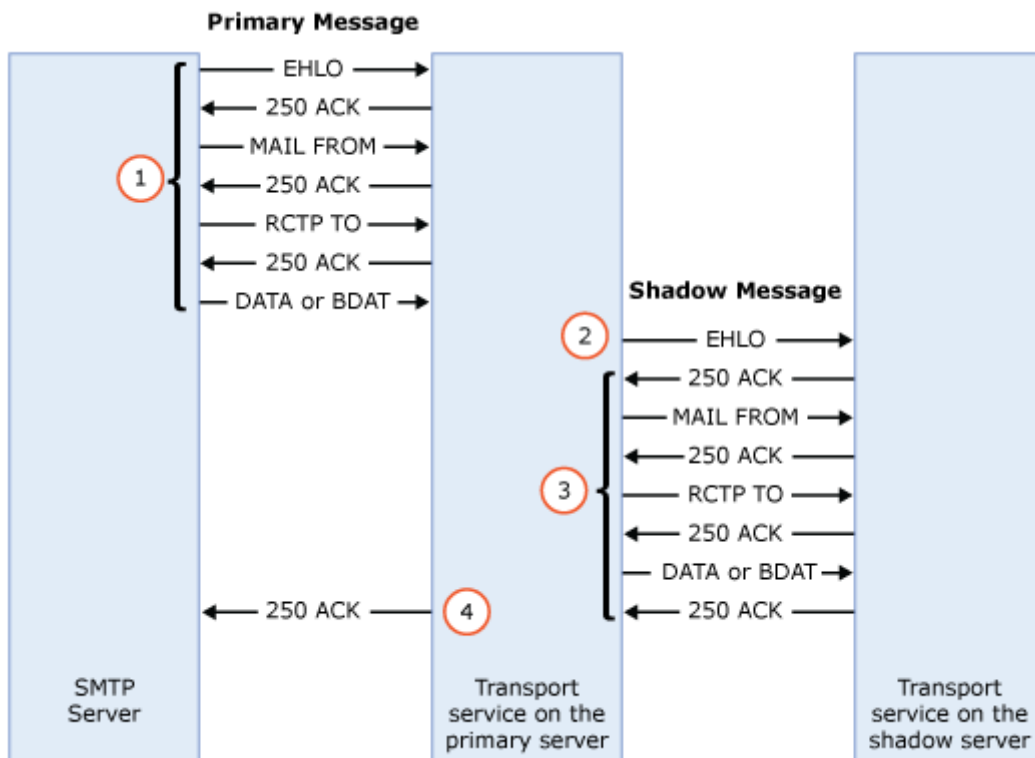 Primary Message
EHLO
250 ACK
MAIL FROM
250 ACK
1
RCTP TO
250 ACK
DATA or BDAT
Shadow Message
2
EHLO
250 ACK
MAIL FROM
250 ACK
3
RCTP TO
250 ACK
DATA or BDAT
250 ACK
4
250 ACK
SMTP
Server
Transport
service on the
primary server
Transport
service on the
shadow server